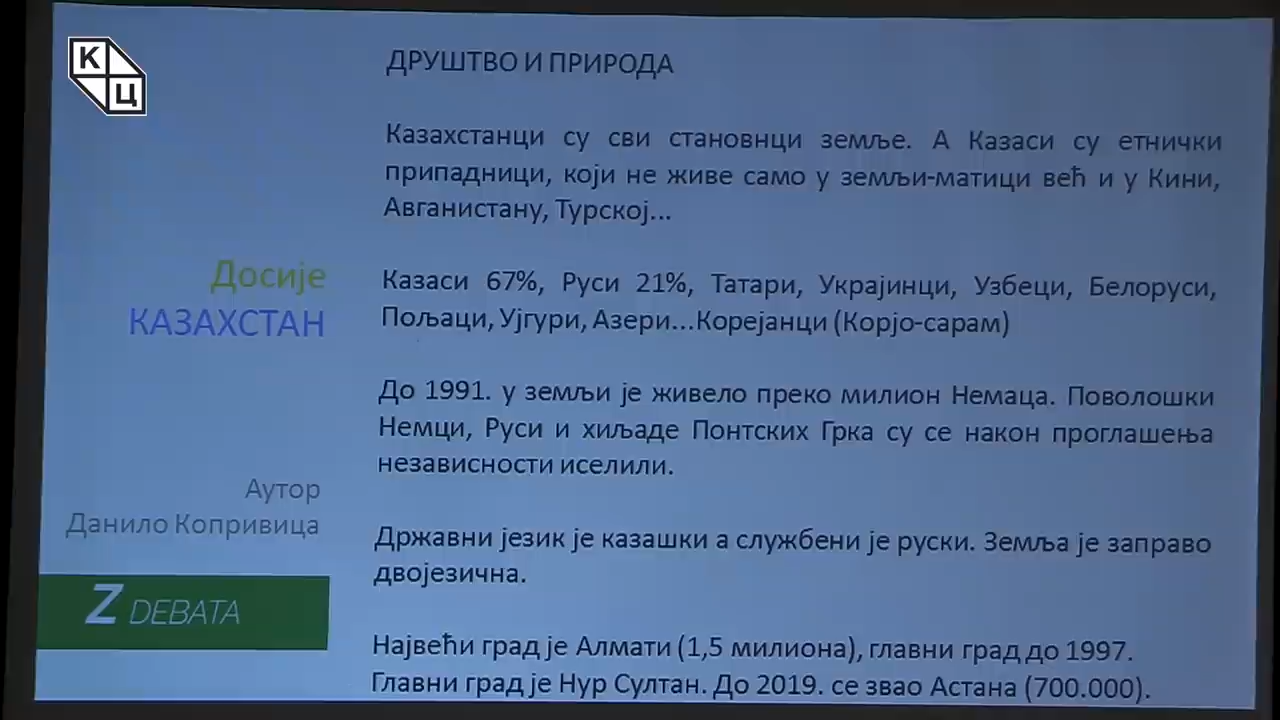 К
Ц
ДРУШТВО И ПРИРОДА
Казахстанци су сви становнци земље. А Казаси су етнички
припадници, који не живе само у земљи-матици већ и у Кини,
Авганистану, Турској...
Досије
КАЗАХСТАН
Казаси 67%, Руси 21%, Татари, Украјинци, Узбеци, Белоруси,
Пољаци, Ујгури, Азери...Корејанци (Корјо-сарам)
До 1991. у земљи је живело преко милион Немаца. Поволошки
Немци, Руси и хиљаде Понтских Грка су се након проглашења
независности иселили.
Аутор
Данило Копривица
Државни језик је казашки а службени је руски. Земља је заправо
двојезична.
Z DEBATA
Највећи град је Алмати (1,5 милиона), главни град до 1997.
Главни град је Нур Султан. До 2019. се звао Астана (700.000).